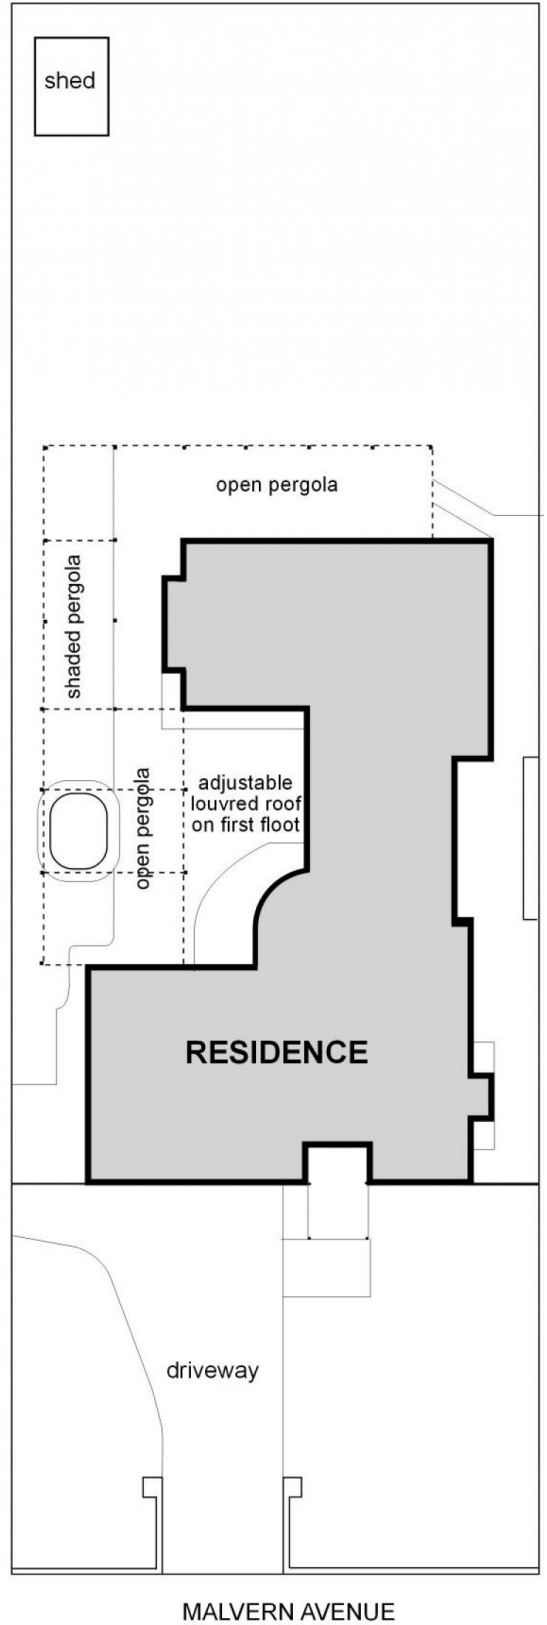 shed
open pergola
shaded pergola
open pergola
adjustable
louvred roof
on first floot
RESIDENCE
driveway
MALVERN AVENUE